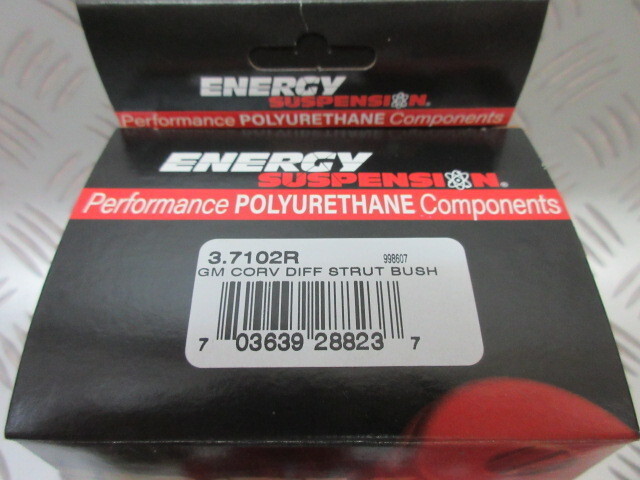 ENERGY
SUSPENSION®
Performance POLYURETHANE Components
ENERGY
SUSPENSION®
Performance POLYURETHANE Components
3.7102R 998607
GM CORV DIFF STRUT BUSH
7 03639 28823 7